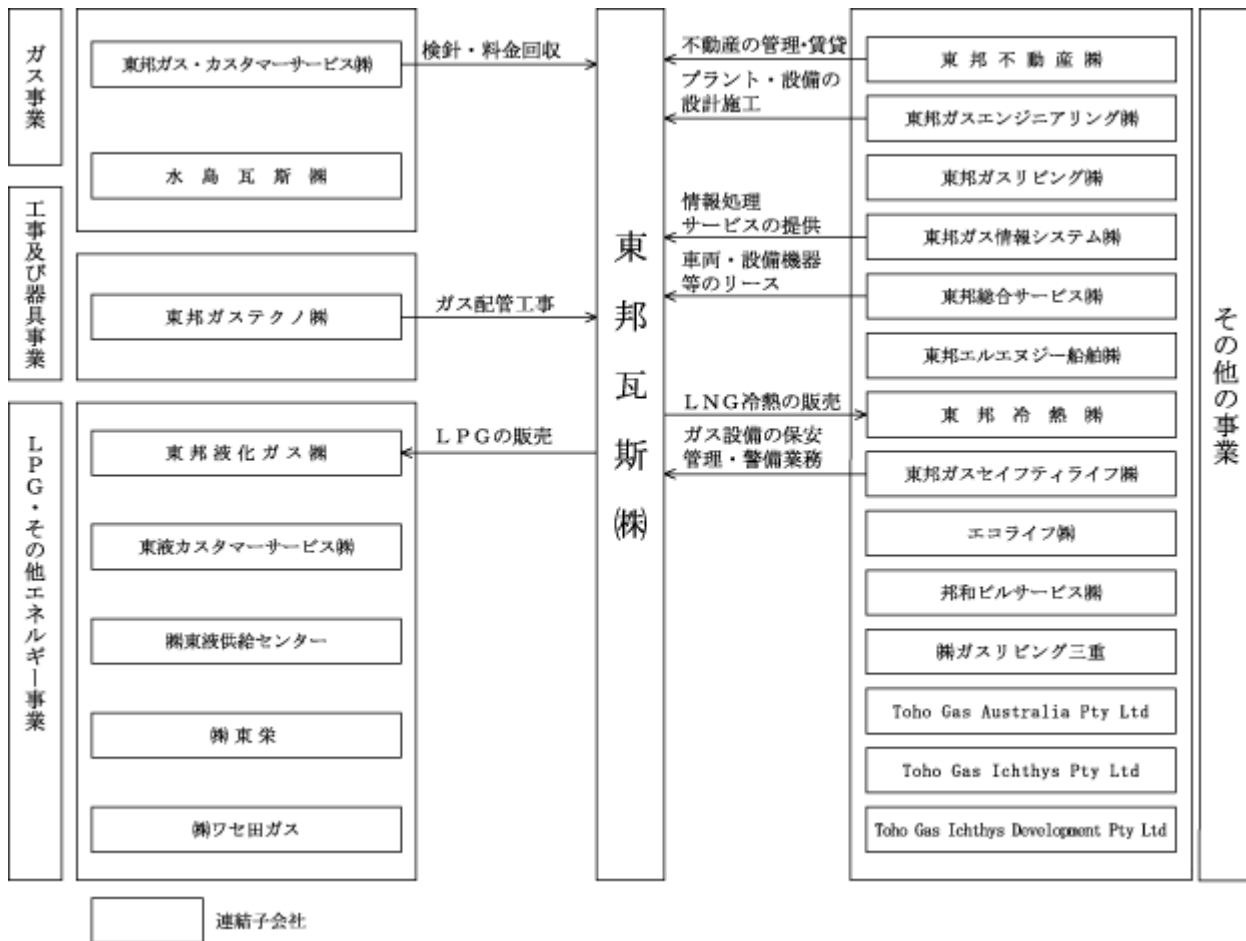 ガス事業
東邦ガス・カスタマーサービス㈱
水島瓦斯㈱
検針・料金回収
工事及び器具事業
東邦ガステクノ㈱
ガス配管工事
LPG・その他エネルギー事業
東邦液化ガス㈱
LPGの販売
東液カスタマーサービス㈱
㈱東液供給センター
㈱東栄
㈱ワセ田ガス
東邦瓦斯㈱
不動産の管理・賃貸
プラント・設備の
設計施工
情報処理
サービスの提供
車両・設備機器
等のリース
LNG冷熱の販売
ガス設備の保安
管理・警備業務
東邦不動産㈱
東邦ガスエンジニアリング㈱
東邦ガスリビング㈱
東邦ガス情報システム㈱
東邦総合サービス㈱
東邦エルエヌジー船舶㈱
東邦冷熱㈱
東邦ガスセイフティライフ㈱
エコライフ㈱
邦和ビルサービス㈱
㈱ガスリビング三重
Toho Gas Australia Pty Ltd
Toho Gas Ichthys Pty Ltd
Toho Gas Ichthys Development Pty Ltd
その他の事業
連結子会社